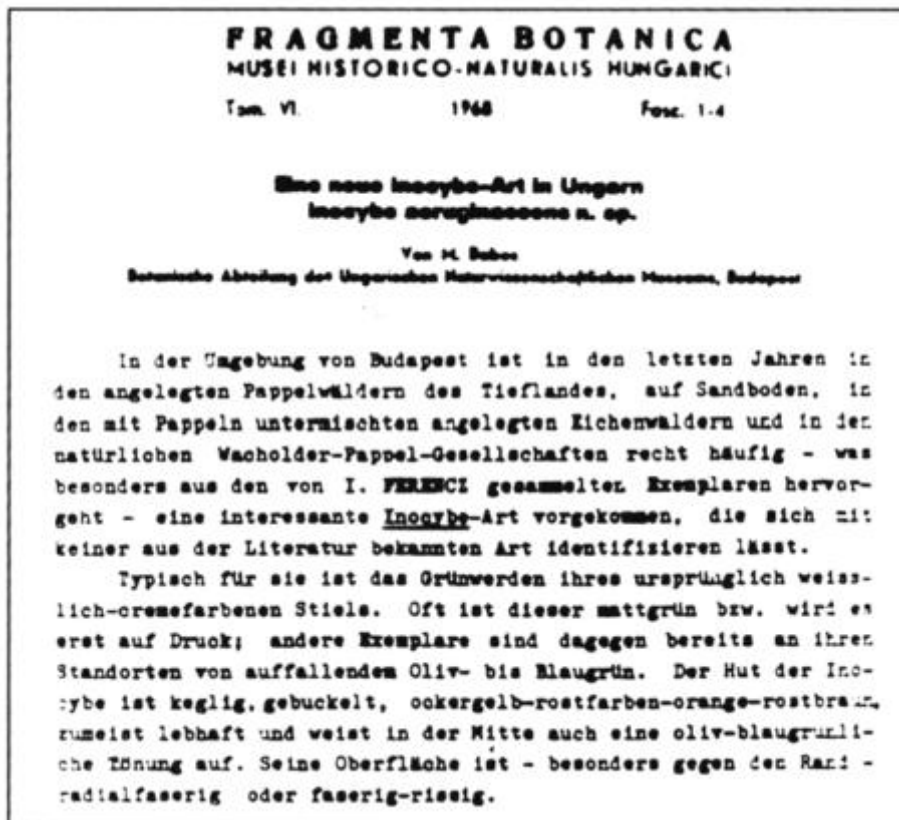 FRAGMENTA BOTANICA
MUSEI HISTORICO-NATURALIS HUNGARICI
Tom. VI. 1968 Fasc. 1-4
Eine neue Inocybe-Art in Ungarn
Inocybe aeruginascens n. sp.
Von M. Babos
Botanische Abteilung des Ungarischen Naturwissenschaftlichen Museums, Budapest
In der Umgebung von Budapest ist in den letzten Jahren in
den angelegten Pappelwäldern des Tieflandes, auf Sandboden, in
den mit Pappeln untermischten angelegten Eichenwäldern und in den
natürlichen Wacholder-Pappel-Gesellschaften recht häufig - was
besonders aus den von I. FERENCZ gesammelten Exemplaren hervor-
geht - eine interessante Inocybe-Art vorgekommen, die sich mit
keiner aus der Literatur bekannten Art identifizieren lässt.
Typisch für sie ist das Grünwerden ihres ursprünglich weiss-
lich-cremefarbenen Stiels. Oft ist dieser mattgrün bzw. wird es
erst auf Druck; andere Exemplare sind dagegen bereits an ihren
Standorten von auffallendem Oliv- bis Blaugrün. Der Hut der Ino-
cybe ist keglig, gebuckelt, ockergelb-rostfarben-orange-rostbraun,
zumeist lebhaft und weist in der Mitte auch eine oliv-blaugrünli-
che Tönung auf. Seine Oberfläche ist - besonders gegen den Rand -
radialfaserig oder faserig-rissig.